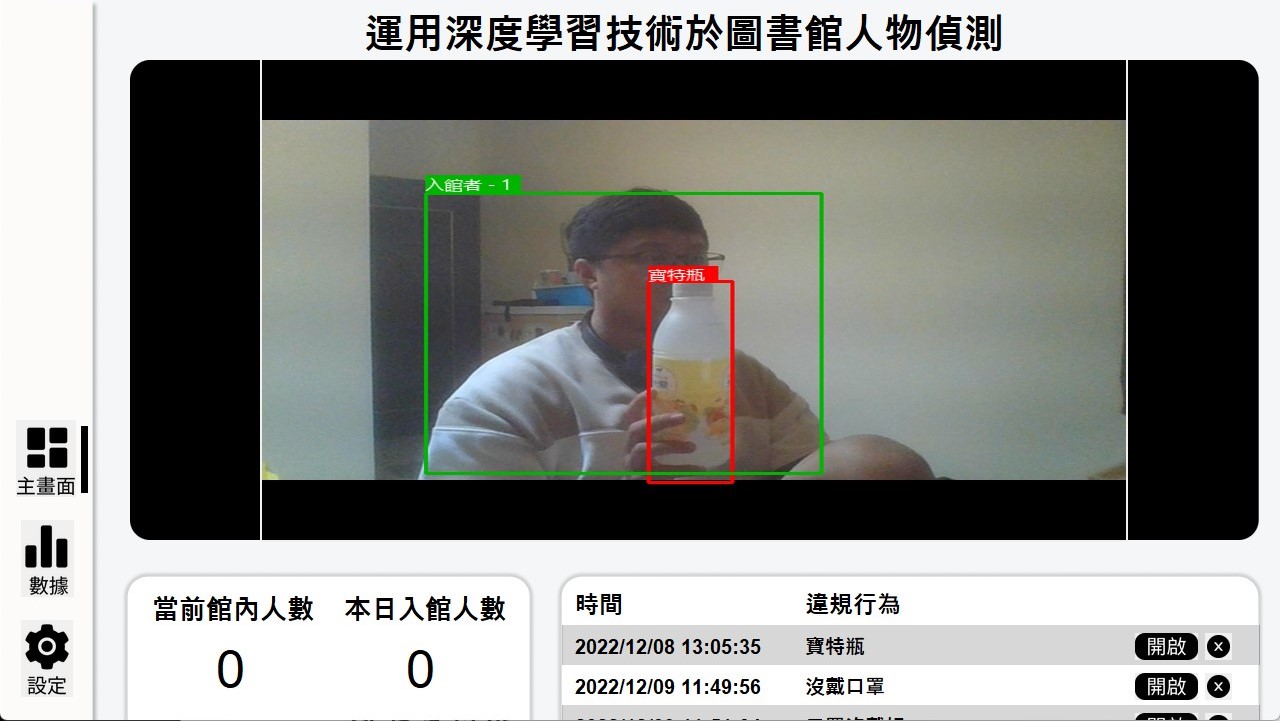 運用深度學習技術於圖書館人物偵測
入館者 - 1
寶特瓶
主畫面
數據
設定
當前館內人數 本日入館人數
0 0
時間 違規行為
2022/12/08 13:05:35 寶特瓶 開啟 x
2022/12/09 11:49:56 沒戴口罩 開啟 x